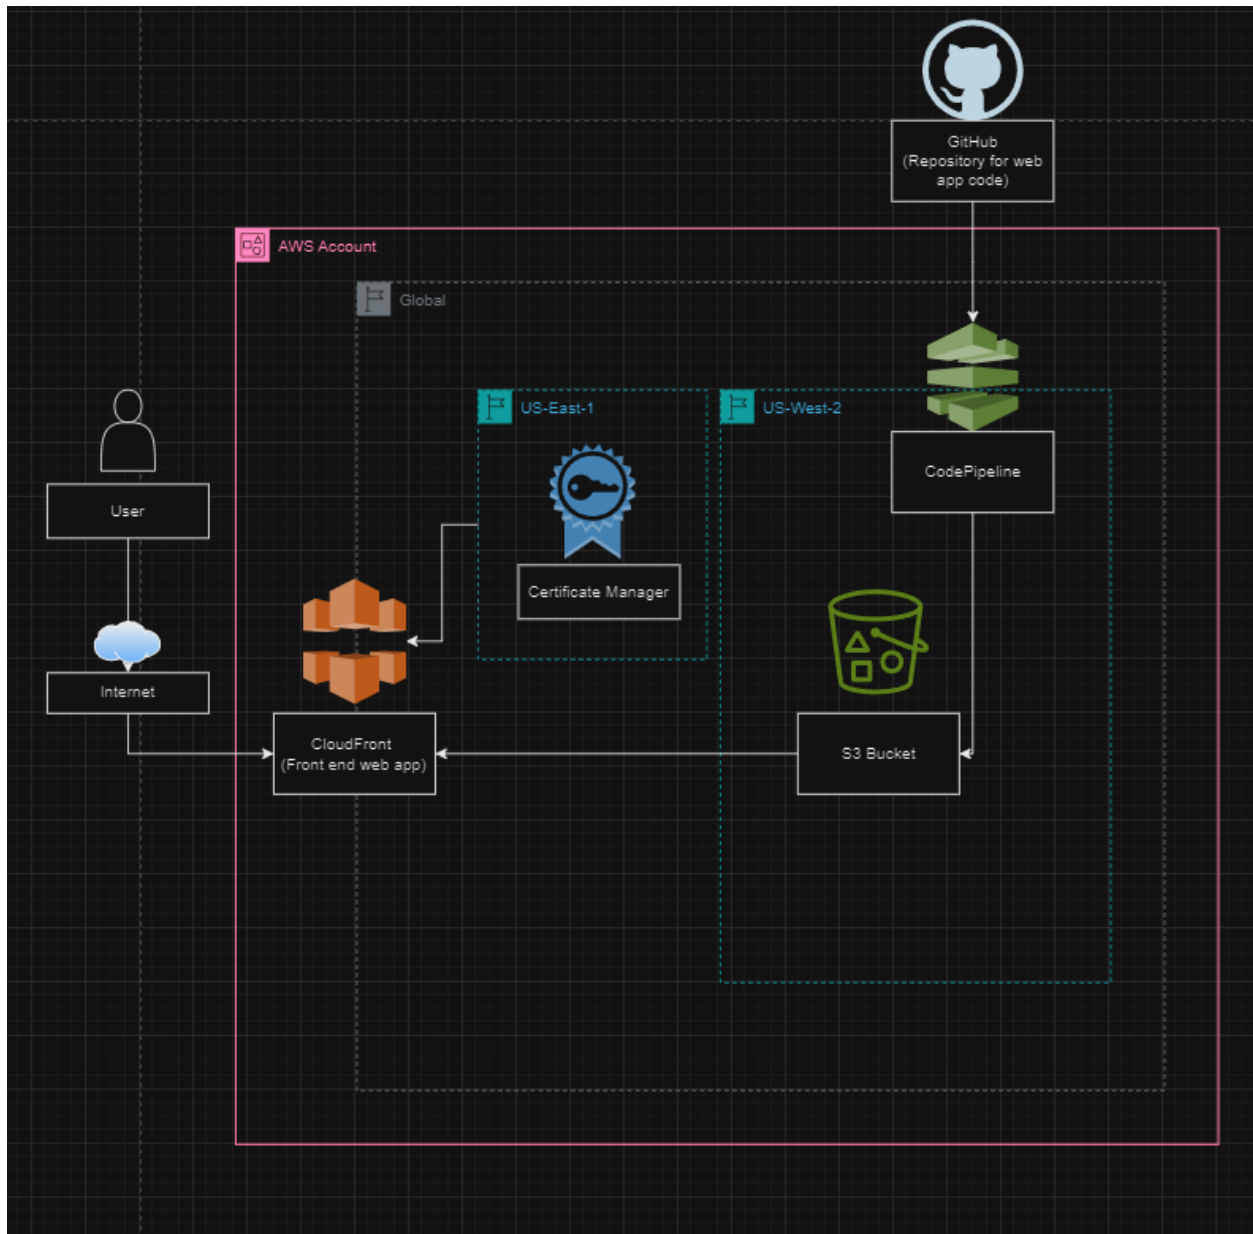 GitHub
(Repository for web
app code)
AWS Account
Global
US-East-1
US-West-2
CodePipeline
User
Certificate Manager
Internet
CloudFront
(Front end web app)
S3 Bucket